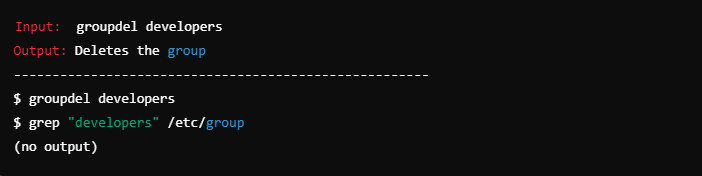 Input:  groupdel developers
Output: Deletes the group
------------------------------------------------------
$ groupdel developers
$ grep "developers" /etc/group
(no output)